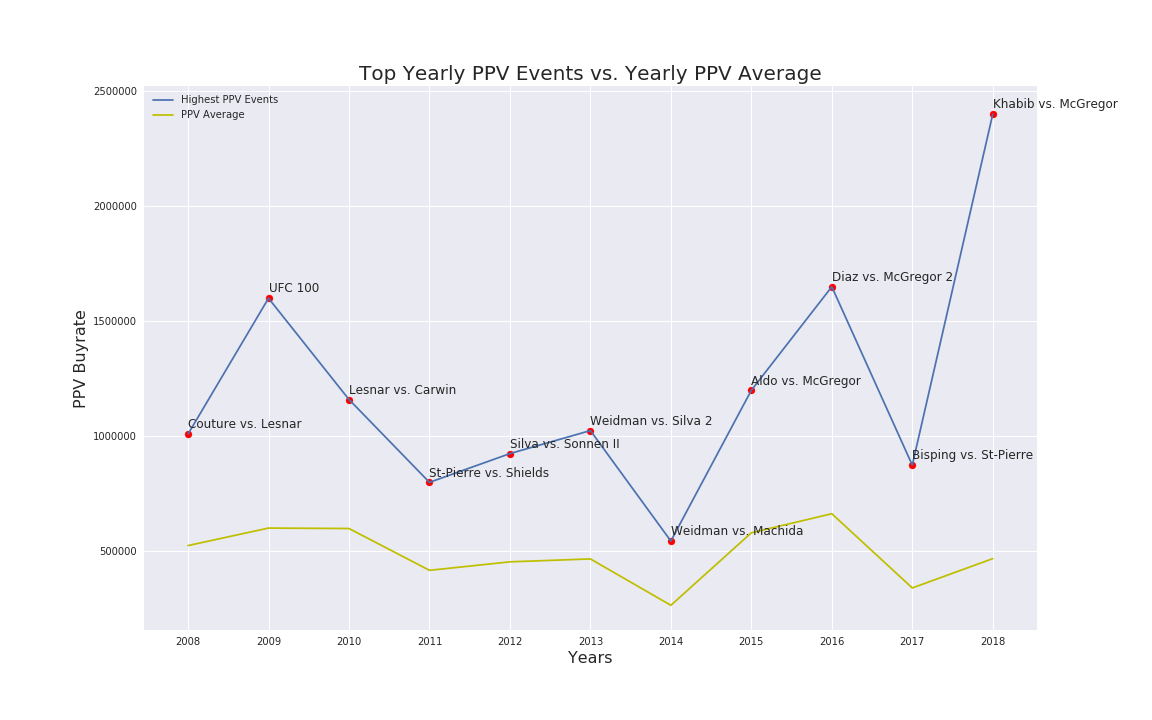 Top Yearly PPV Events vs. Yearly PPV Average
2500000
Highest PPV Events
PPV Average
Khabib vs. McGregor
2000000
Diaz vs. McGregor 2
UFC 100
1500000
PPV Buyrate
Lesnar vs. Carwin
Aldo vs. McGregor
Couture vs. Lesnar
Weidman vs. Silva 2
1000000
Silva vs. Sonnen II
Bisping vs. St-Pierre
St-Pierre vs. Shields
Weidman vs. Machida
500000
2008 2009 2010 2011 2012 2013 2014 2015 2016 2017 2018
Years